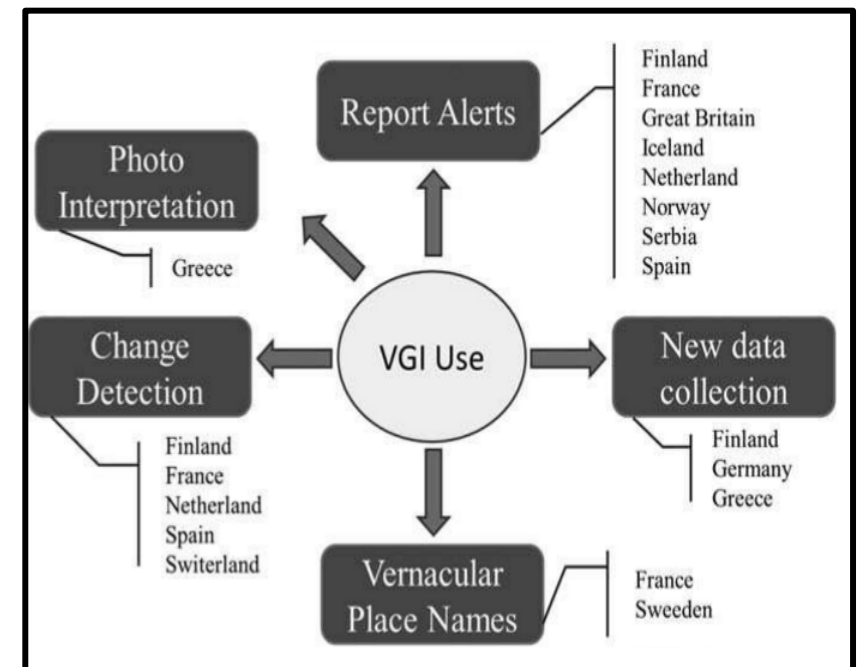 Report Alerts
Finland
France
Great Britain
Iceland
Netherland
Norway
Serbia
Spain
Photo
Interpretation
Greece
VGI Use
Change
Detection
Finland
France
Netherland
Spain
Switerland
New data
collection
Finland
Germany
Greece
Vernacular
Place Names
France
Sweeden